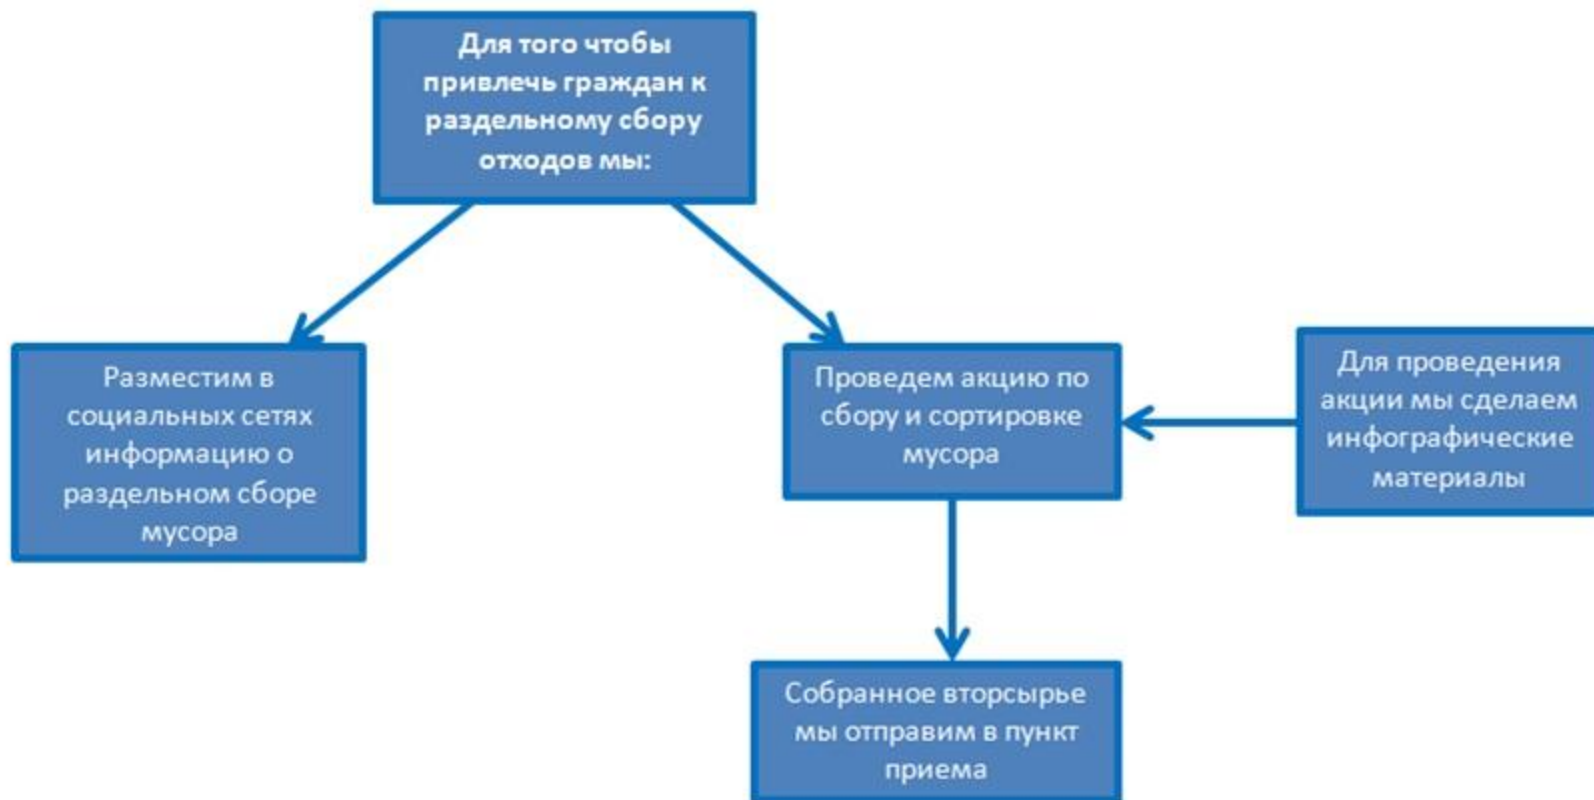 Для того чтобы
привлечь граждан к
раздельному сбору
отходов мы:
Разместим в
социальных сетях
информацию о
раздельном сборе
мусора
Проведем акцию по
сбору и сортировке
мусора
Для проведения
акции мы сделаем
инфографические
материалы
Собранное вторсырье
мы отправим в пункт
приема